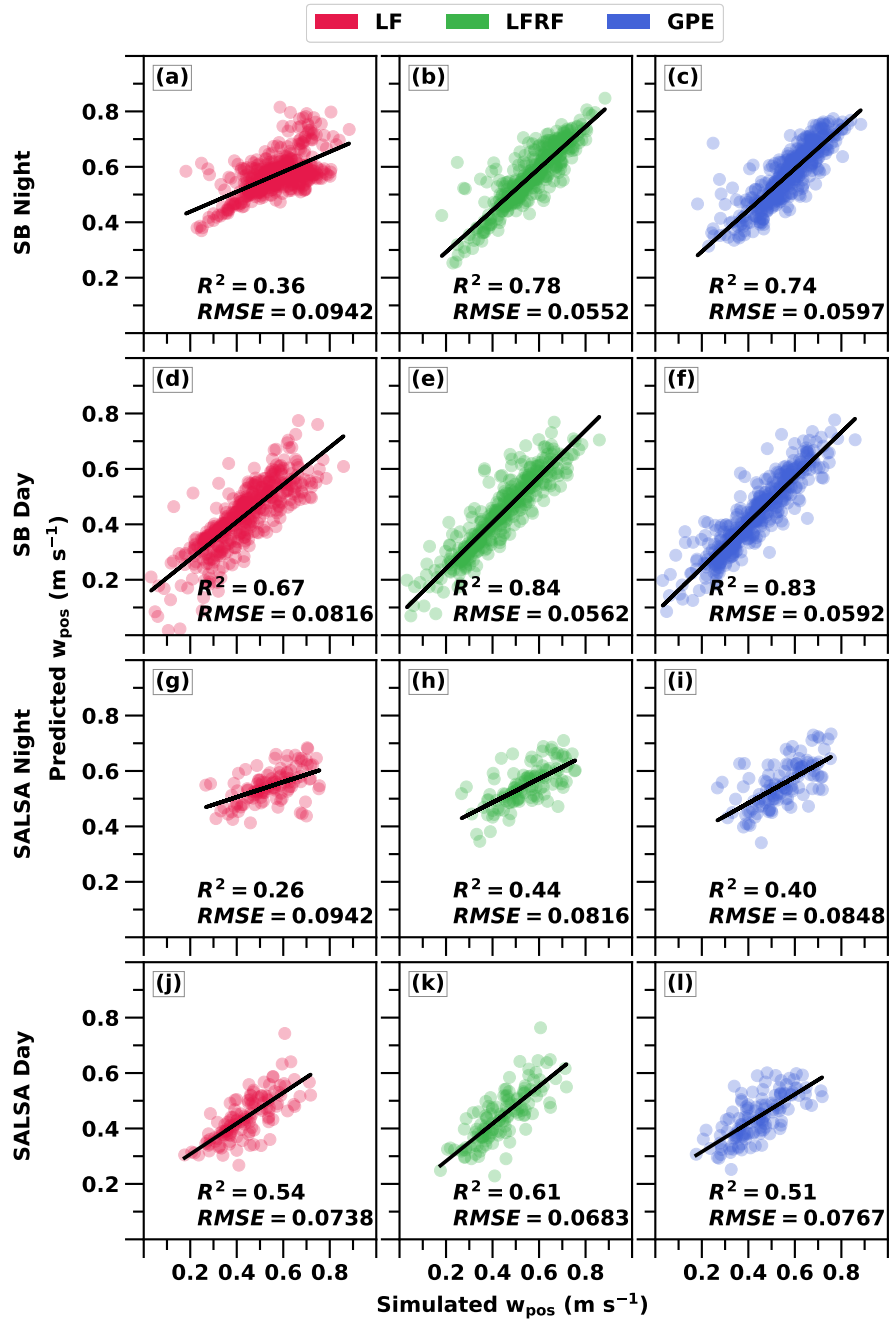 LF LFRF GPE
(a) (b) (c)
SB Night
0.8
0.6
0.4
0.2
R² = 0.36
RMSE = 0.0942
R² = 0.78
RMSE = 0.0552
R² = 0.74
RMSE = 0.0597
(d) (e) (f)
SB Day
0.8
0.6
0.4
0.2
R² = 0.67
RMSE = 0.0816
R² = 0.84
RMSE = 0.0562
R² = 0.83
RMSE = 0.0592
Predicted w_pos (m s⁻¹)
(g) (h) (i)
SALSA Night
0.8
0.6
0.4
0.2
R² = 0.26
RMSE = 0.0942
R² = 0.44
RMSE = 0.0816
R² = 0.40
RMSE = 0.0848
(j) (k) (l)
SALSA Day
0.8
0.6
0.4
0.2
R² = 0.54
RMSE = 0.0738
R² = 0.61
RMSE = 0.0683
R² = 0.51
RMSE = 0.0767
0.2 0.4 0.6 0.8 0.2 0.4 0.6 0.8 0.2 0.4 0.6 0.8
Simulated w_pos (m s⁻¹)